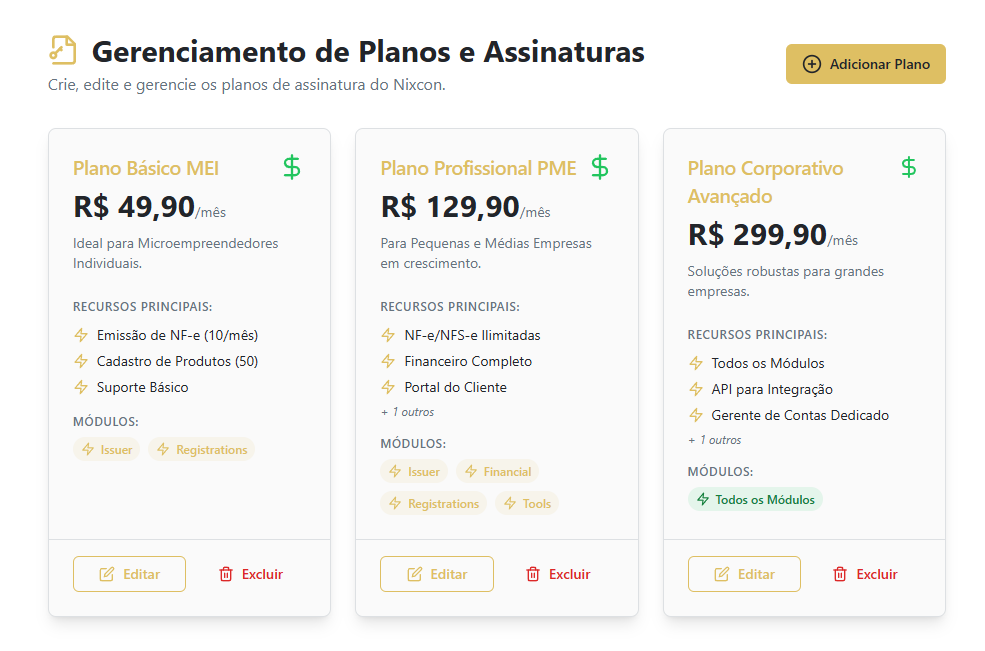 Gerenciamento de Planos e Assinaturas
Crie, edite e gerencie os planos de assinatura do Nixcon.
Adicionar Plano
Plano Básico MEI
R$ 49,90/mês
Ideal para Microempreendedores
Individuais.
RECURSOS PRINCIPAIS:
Emissão de NF-e (10/mês)
Cadastro de Produtos (50)
Suporte Básico
MÓDULOS:
Issuer
Registrations
Editar
Excluir
Plano Profissional PME
R$ 129,90/mês
Para Pequenas e Médias Empresas
em crescimento.
RECURSOS PRINCIPAIS:
NF-e/NFS-e Ilimitadas
Financeiro Completo
Portal do Cliente
+ 1 outros
MÓDULOS:
Issuer
Financial
Registrations
Tools
Editar
Excluir
Plano Corporativo
Avançado
R$ 299,90/mês
Soluções robustas para grandes
empresas.
RECURSOS PRINCIPAIS:
Todos os Módulos
API para Integração
Gerente de Contas Dedicado
+ 1 outros
MÓDULOS:
Todos os Módulos
Editar
Excluir